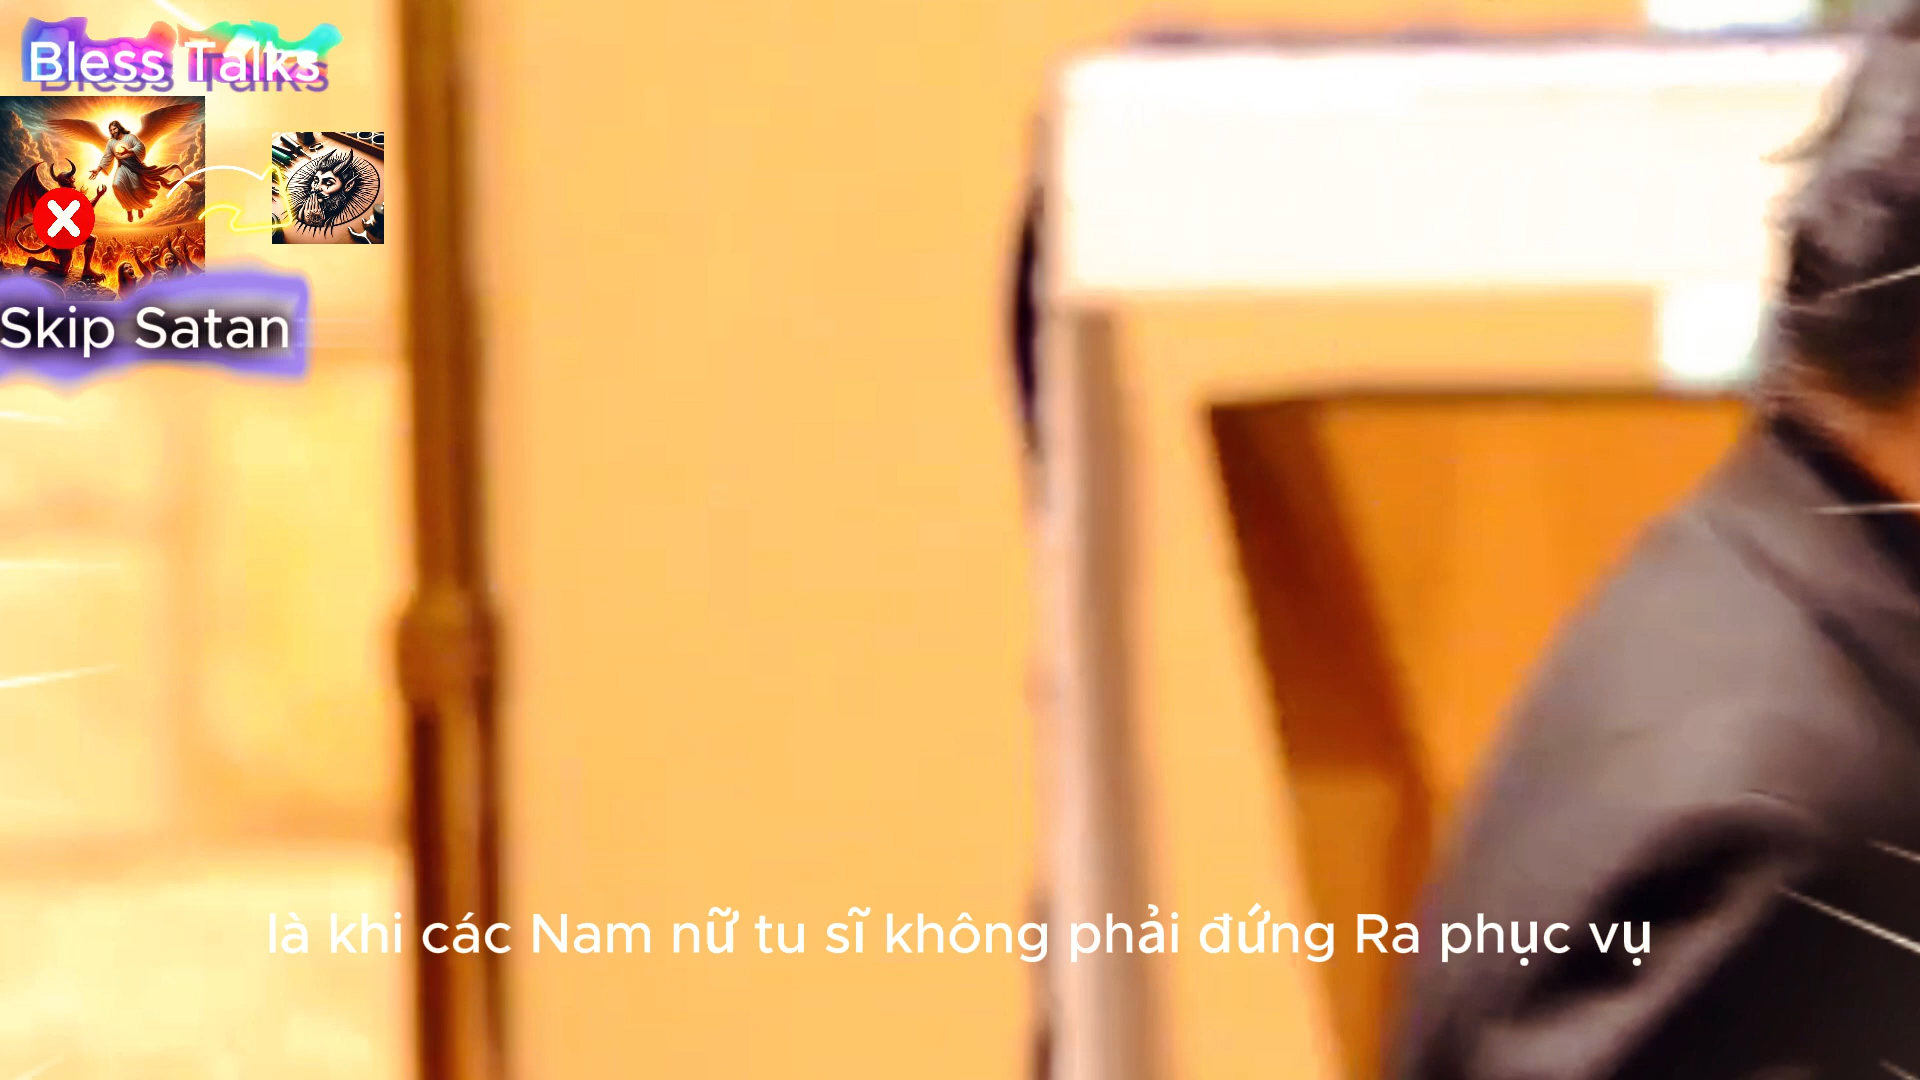 Bless Talks
Skip Satan
là khi các Nam nữ tu sĩ không phải đứng Ra phục vụ